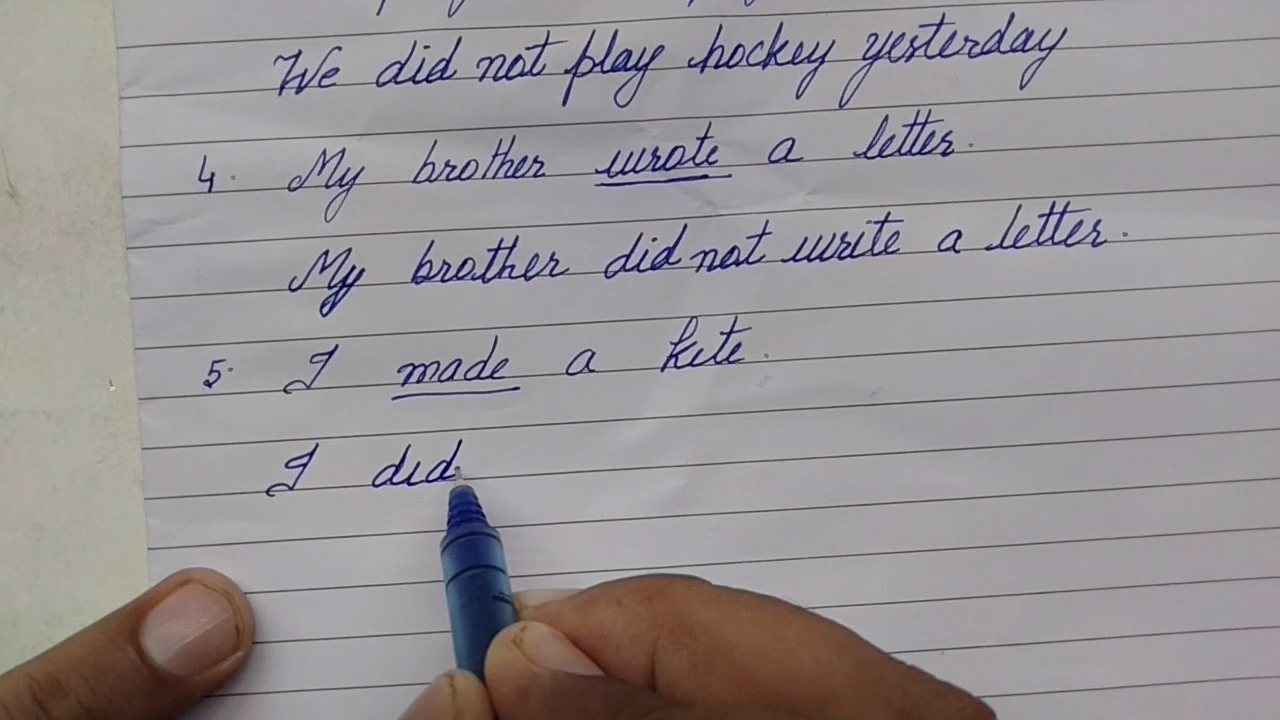 We did not play hockey yesterday
4. My brother wrote a letter.
My brother did not write a letter.
5. I made a kite.
I did